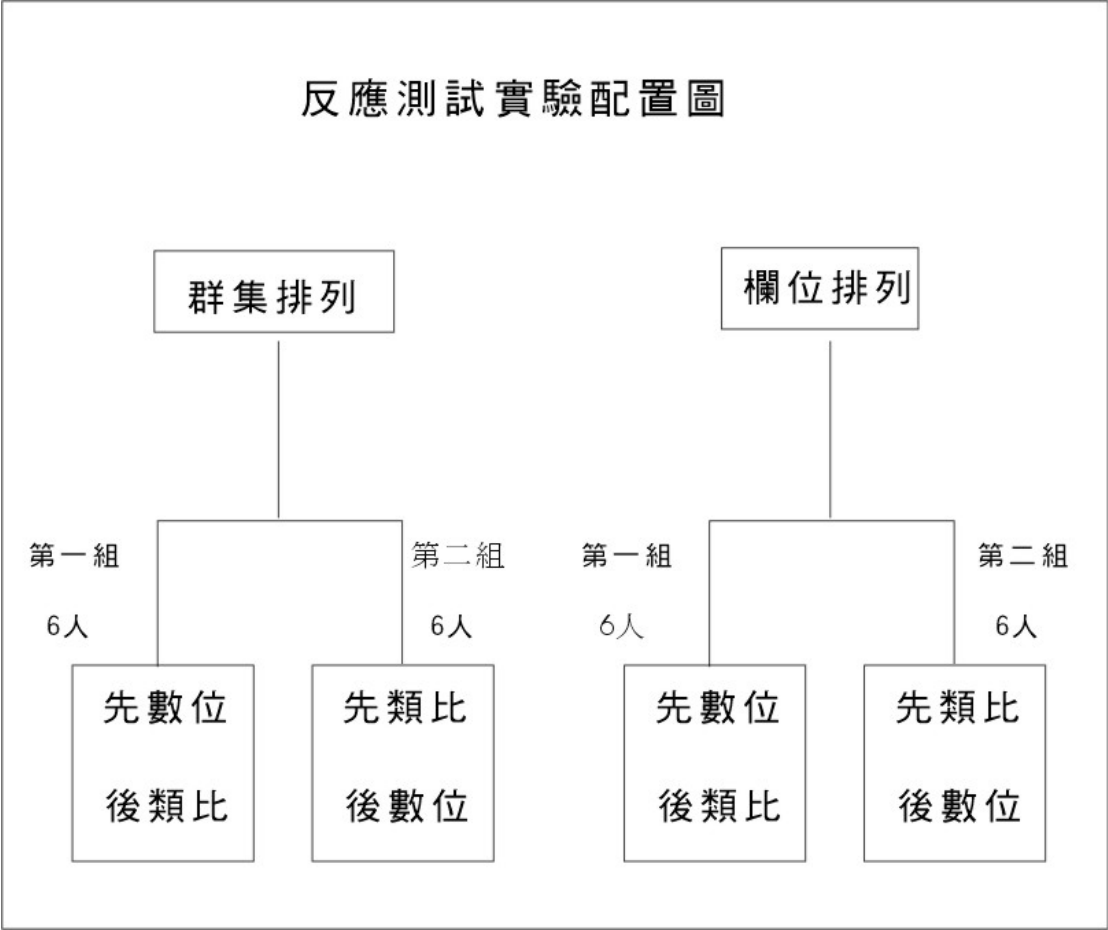 反應測試實驗配置圖
群集排列
欄位排列
第一組
第二組
第一組
第二組
6人
6人
6人
6人
先數位
先類比
先數位
先類比
後類比
後數位
後類比
後數位